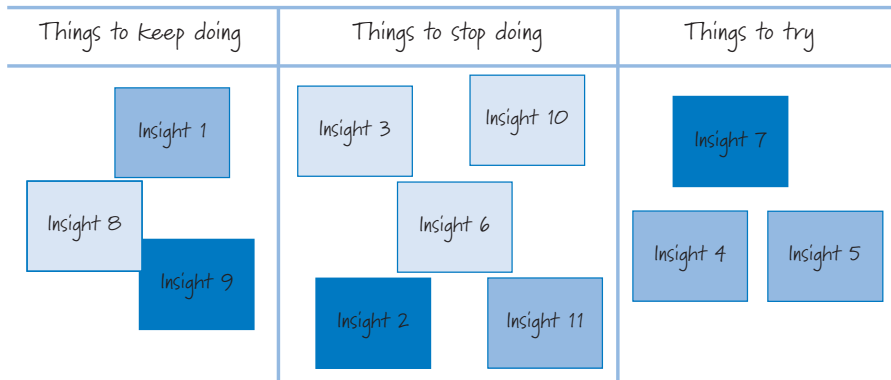 Things to keep doing
Things to stop doing
Things to try
Insight 1
Insight 8
Insight 9
Insight 3
Insight 10
Insight 6
Insight 2
Insight 11
Insight 7
Insight 4
Insight 5